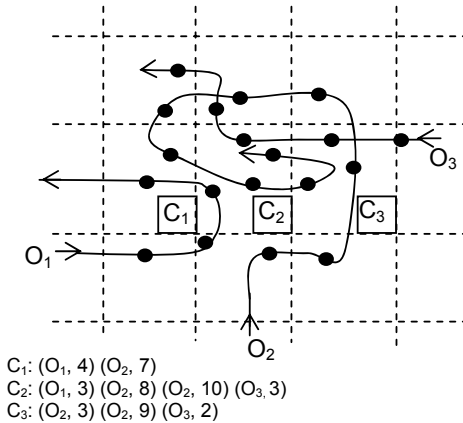 C₁ C₂ C₃
O₃
O₁
O₂
C₁: (O₁, 4) (O₂, 7)
C₂: (O₁, 3) (O₂, 8) (O₂, 10) (O₃, 3)
C₃: (O₂, 3) (O₂, 9) (O₃, 2)